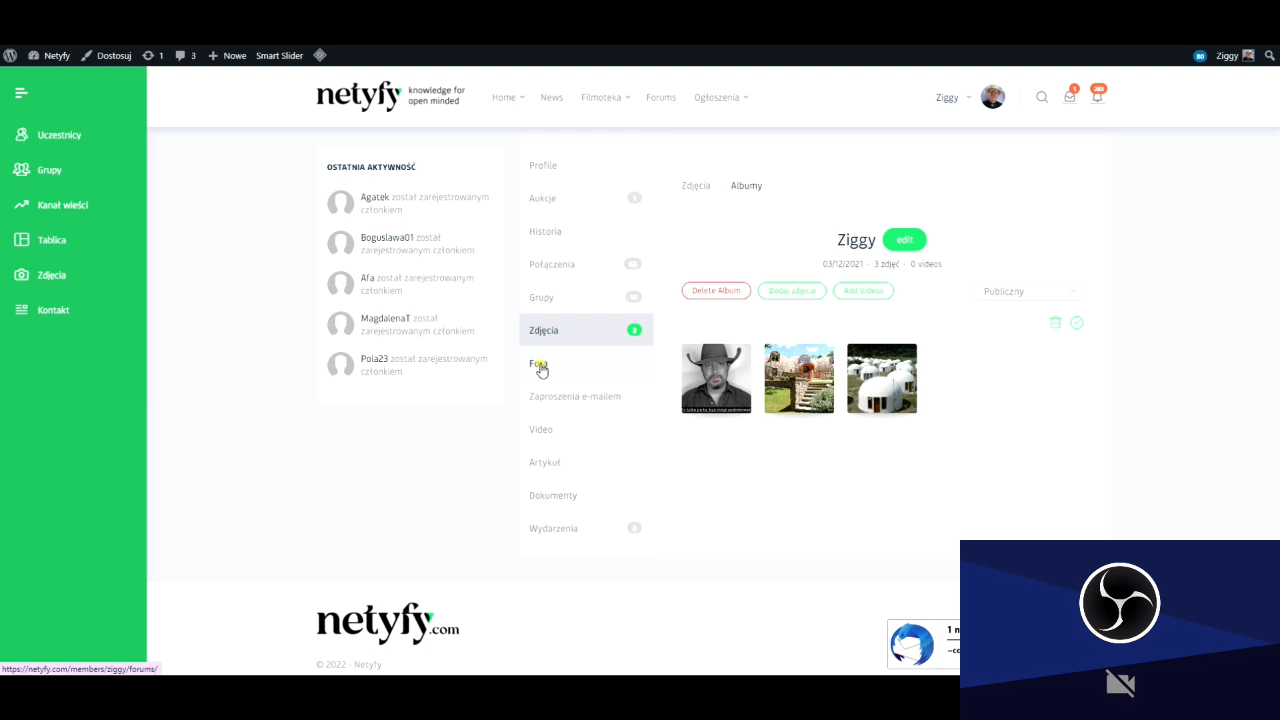 Netyfy
Dostosuj
1
3
Nowe
Smart Slider
80
Ziggy
Uczestnicy
Grupy
Kanał wieści
Tablica
Zdjęcia
Kontakt
netyfy
knowledge for
open minded
Home
News
Filmoteka
Forums
Ogłoszenia
Ziggy
1
OSTATNIA AKTYWNOŚĆ
Agatek został zarejestrowanym
członkiem
Boguslawa01 został
zarejestrowanym członkiem
Afa został zarejestrowanym
członkiem
MagdalenaT został
zarejestrowanym członkiem
Pola23 został zarejestrowanym
członkiem
Profile
Aukcje
Historia
Połączenia
Grupy
Zdjęcia
3
Fora
Zaproszenia e-mailem
Video
Artykuł
Dokumenty
Wydarzenia
Zdjęcia
Albumy
Ziggy
edit
03/12/2021 · 3 zdjęć · 0 videos
Delete Album
Dodaj zdjęcia
Add Videos
Publiczny
netyfy.com
© 2022 - Netyfy
https://netyfy.com/members/ziggy/forums/